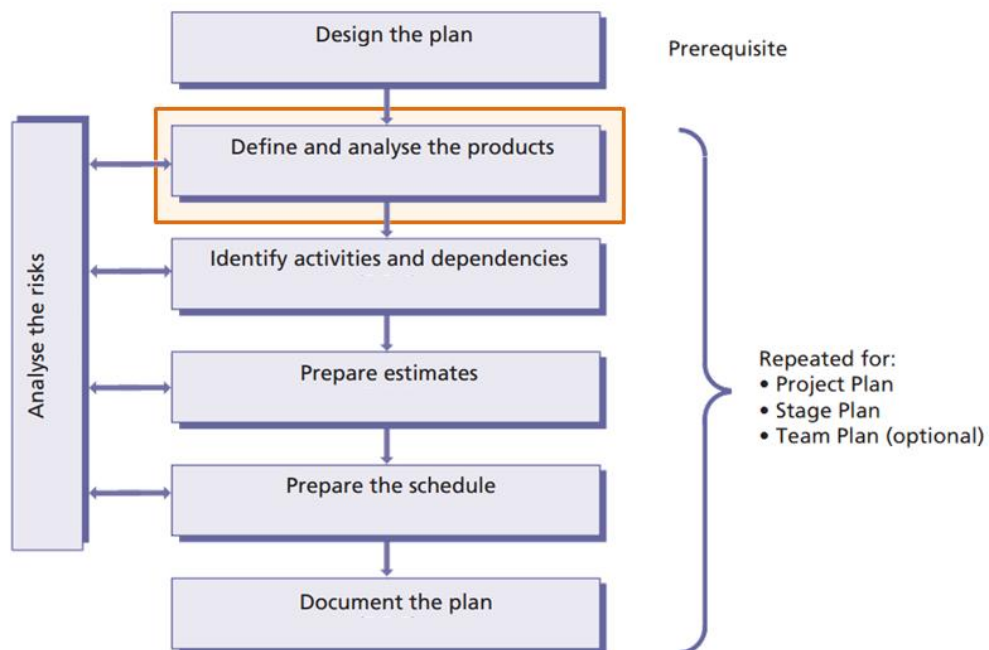 Design the plan
Prerequisite
Define and analyse the products
Identify activities and dependencies
Analyse the risks
Prepare estimates
Prepare the schedule
Document the plan
Repeated for:
• Project Plan
• Stage Plan
• Team Plan (optional)